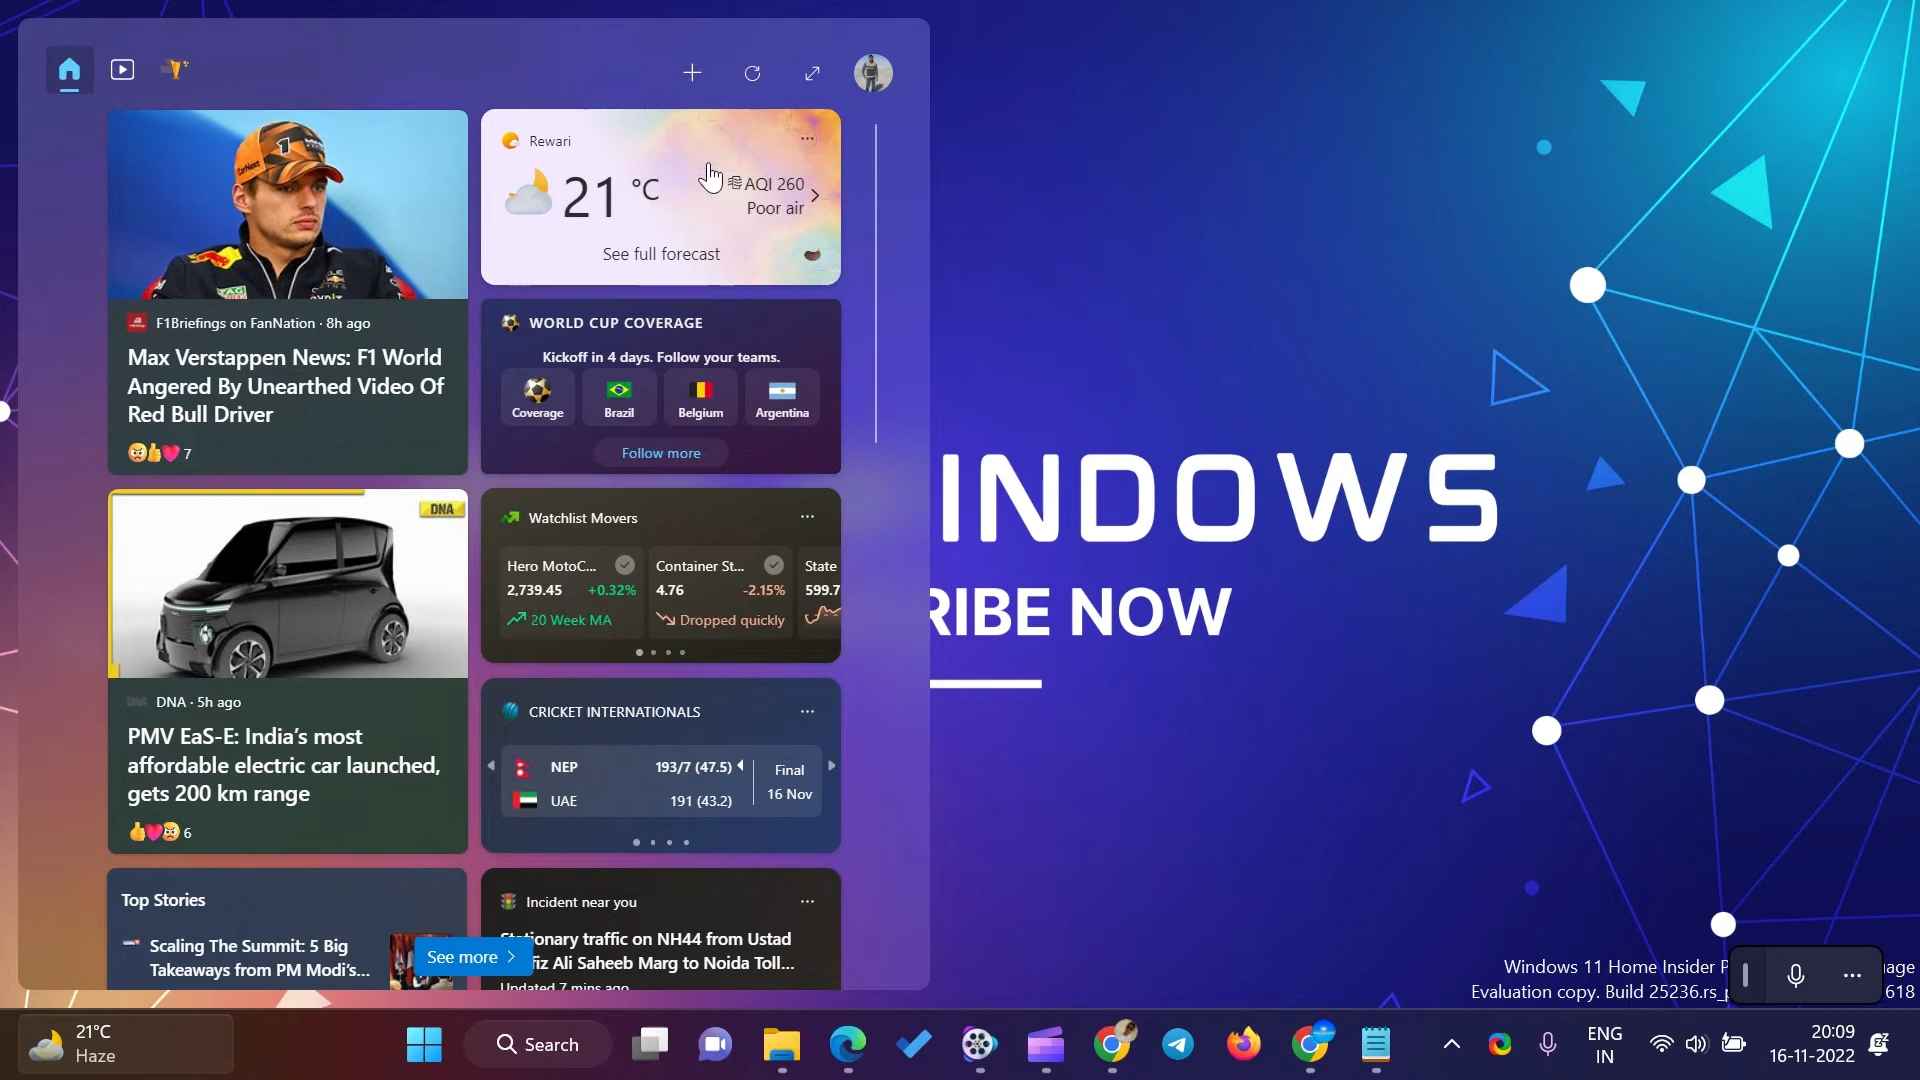 Rewari
21 °C
AQI 260
Poor air
See full forecast
F1Briefings on FanNation · 8h ago
Max Verstappen News: F1 World
Angered By Unearthed Video Of
Red Bull Driver
7
WORLD CUP COVERAGE
Kickoff in 4 days. Follow your teams.
Coverage
Brazil
Belgium
Argentina
Follow more
DNA
DNA · 5h ago
PMV EaS-E: India's most
affordable electric car launched,
gets 200 km range
6
Watchlist Movers
Hero MotoC...
2,739.45 +0.32%
20 Week MA
Container St...
4.76 -2.15%
Dropped quickly
State
599.7
CRICKET INTERNATIONALS
NEP 193/7 (47.5)
UAE 191 (43.2)
Final
16 Nov
Top Stories
Scaling The Summit: 5 Big
Takeaways from PM Modi's...
See more
Incident near you
Stationary traffic on NH44 from Ustad
fiz Ali Saheeb Marg to Noida Toll...
Updated 7 mins ago
INDOWS
RIBE NOW
Windows 11 Home Insider P
Evaluation copy. Build 25236.rs_p
618
21°C
Haze
Search
ENG
IN
20:09
16-11-2022